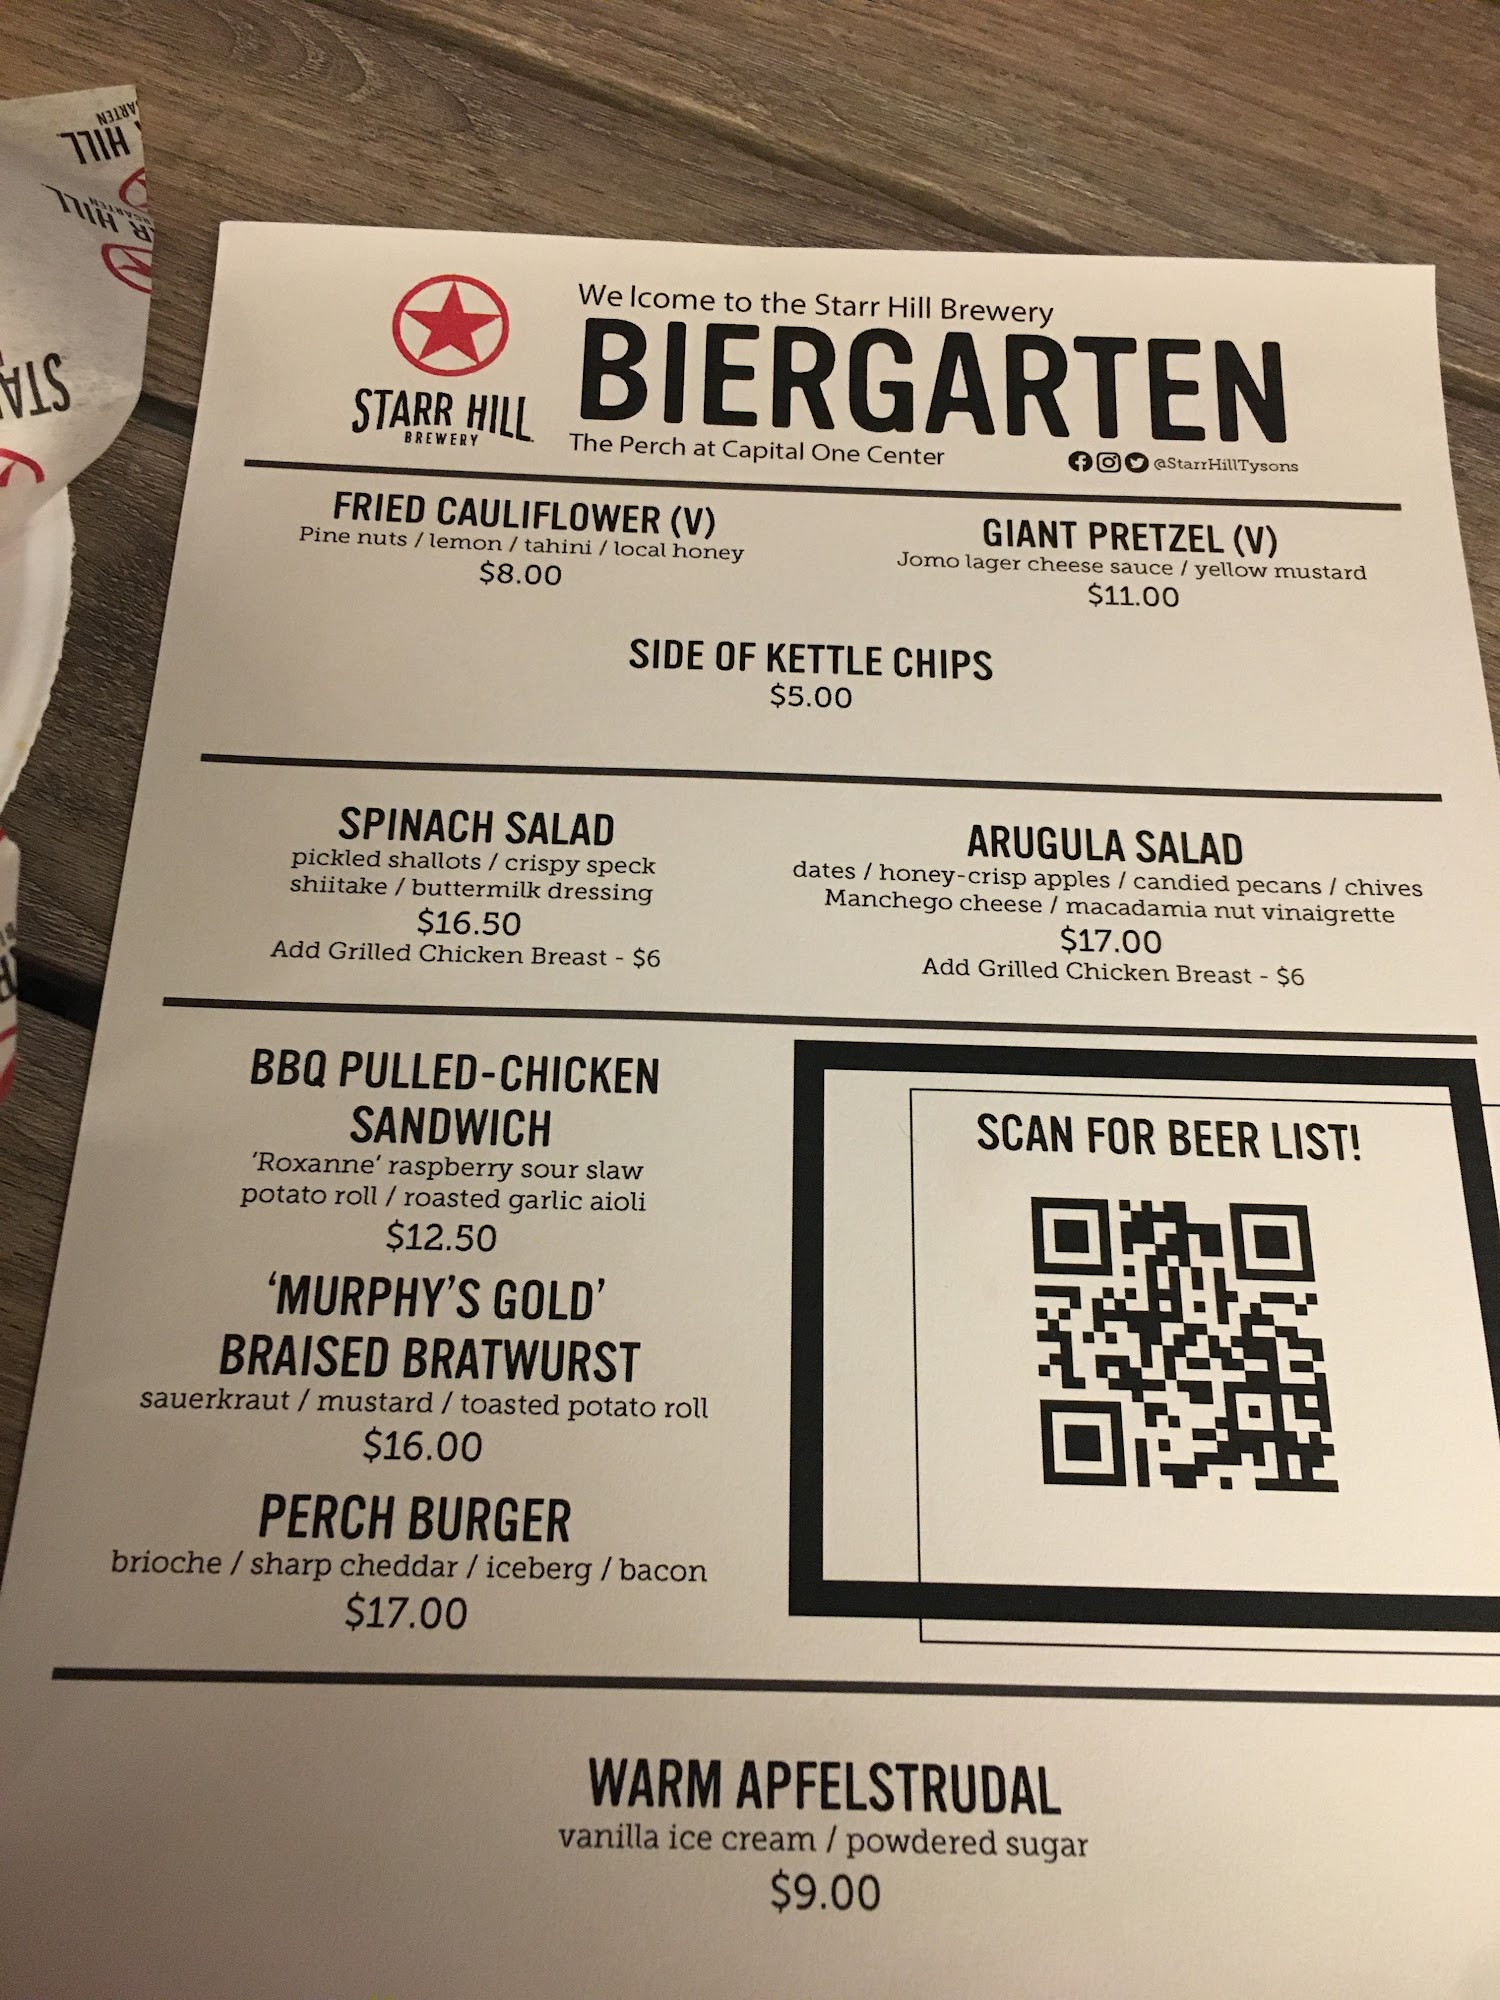 ARTEN
HILL
R HILL
RGARTEN
STAR
STARR HILL
BREWERY
We lcome to the Starr Hill Brewery
BIERGARTEN
The Perch at Capital One Center
@StarrHillTysons
FRIED CAULIFLOWER (V)
Pine nuts / lemon / tahini / local honey
$8.00
GIANT PRETZEL (V)
Jomo lager cheese sauce / yellow mustard
$11.00
SIDE OF KETTLE CHIPS
$5.00
SPINACH SALAD
pickled shallots / crispy speck
shiitake / buttermilk dressing
$16.50
Add Grilled Chicken Breast - $6
ARUGULA SALAD
dates / honey-crisp apples / candied pecans / chives
Manchego cheese / macadamia nut vinaigrette
$17.00
Add Grilled Chicken Breast - $6
BBQ PULLED-CHICKEN
SANDWICH
'Roxanne' raspberry sour slaw
potato roll / roasted garlic aioli
$12.50
'MURPHY'S GOLD'
BRAISED BRATWURST
sauerkraut / mustard / toasted potato roll
$16.00
PERCH BURGER
brioche / sharp cheddar / iceberg / bacon
$17.00
SCAN FOR BEER LIST!
WARM APFELSTRUDAL
vanilla ice cream / powdered sugar
$9.00